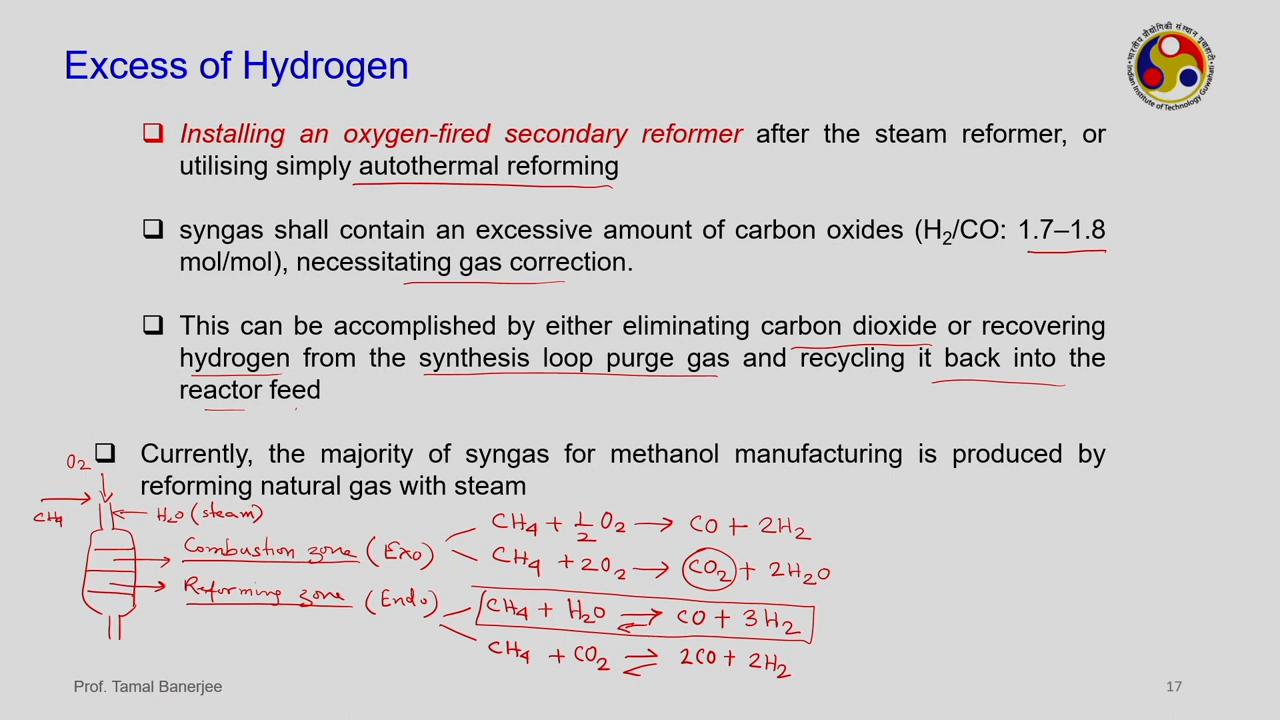 Excess of Hydrogen
Installing an oxygen-fired secondary reformer after the steam reformer, or
utilising simply autothermal reforming
syngas shall contain an excessive amount of carbon oxides (H₂/CO: 1.7–1.8
mol/mol), necessitating gas correction.
This can be accomplished by either eliminating carbon dioxide or recovering
hydrogen from the synthesis loop purge gas and recycling it back into the
reactor feed
Currently, the majority of syngas for methanol manufacturing is produced by
reforming natural gas with steam
O₂
CH₄
H₂O (steam)
Combustion zone (Exo)
Reforming zone (Endo)
CH₄ + 1/2 O₂ → CO + 2H₂
CH₄ + 2O₂ → CO₂ + 2H₂O
CH₄ + H₂O ⇌ CO + 3H₂
CH₄ + CO₂ ⇌ 2CO + 2H₂
Prof. Tamal Banerjee
17
Indian Institute of Technology Guwahati